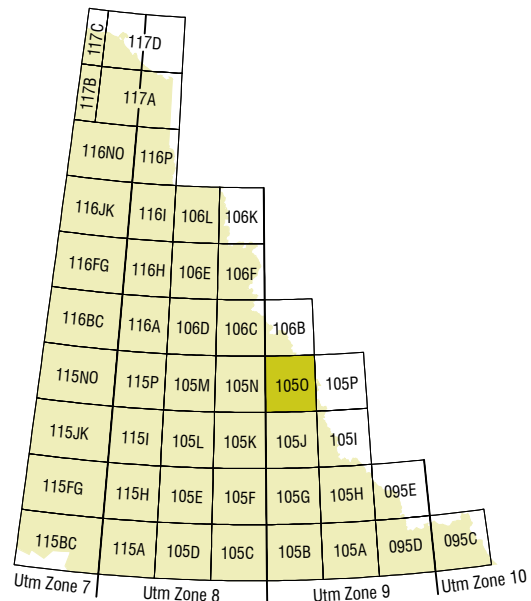 117C 117D
117B 117A
116NO 116P
116JK 116I 106L 106K
116FG 116H 106E 106F
116BC 116A 106D 106C 106B
115NO 115P 105M 105N 105O 105P
115JK 115I 105L 105K 105J 105I
115FG 115H 105E 105F 105G 105H 095E
115BC 115A 105D 105C 105B 105A 095D 095C
Utm Zone 7 Utm Zone 8 Utm Zone 9 Utm Zone 10